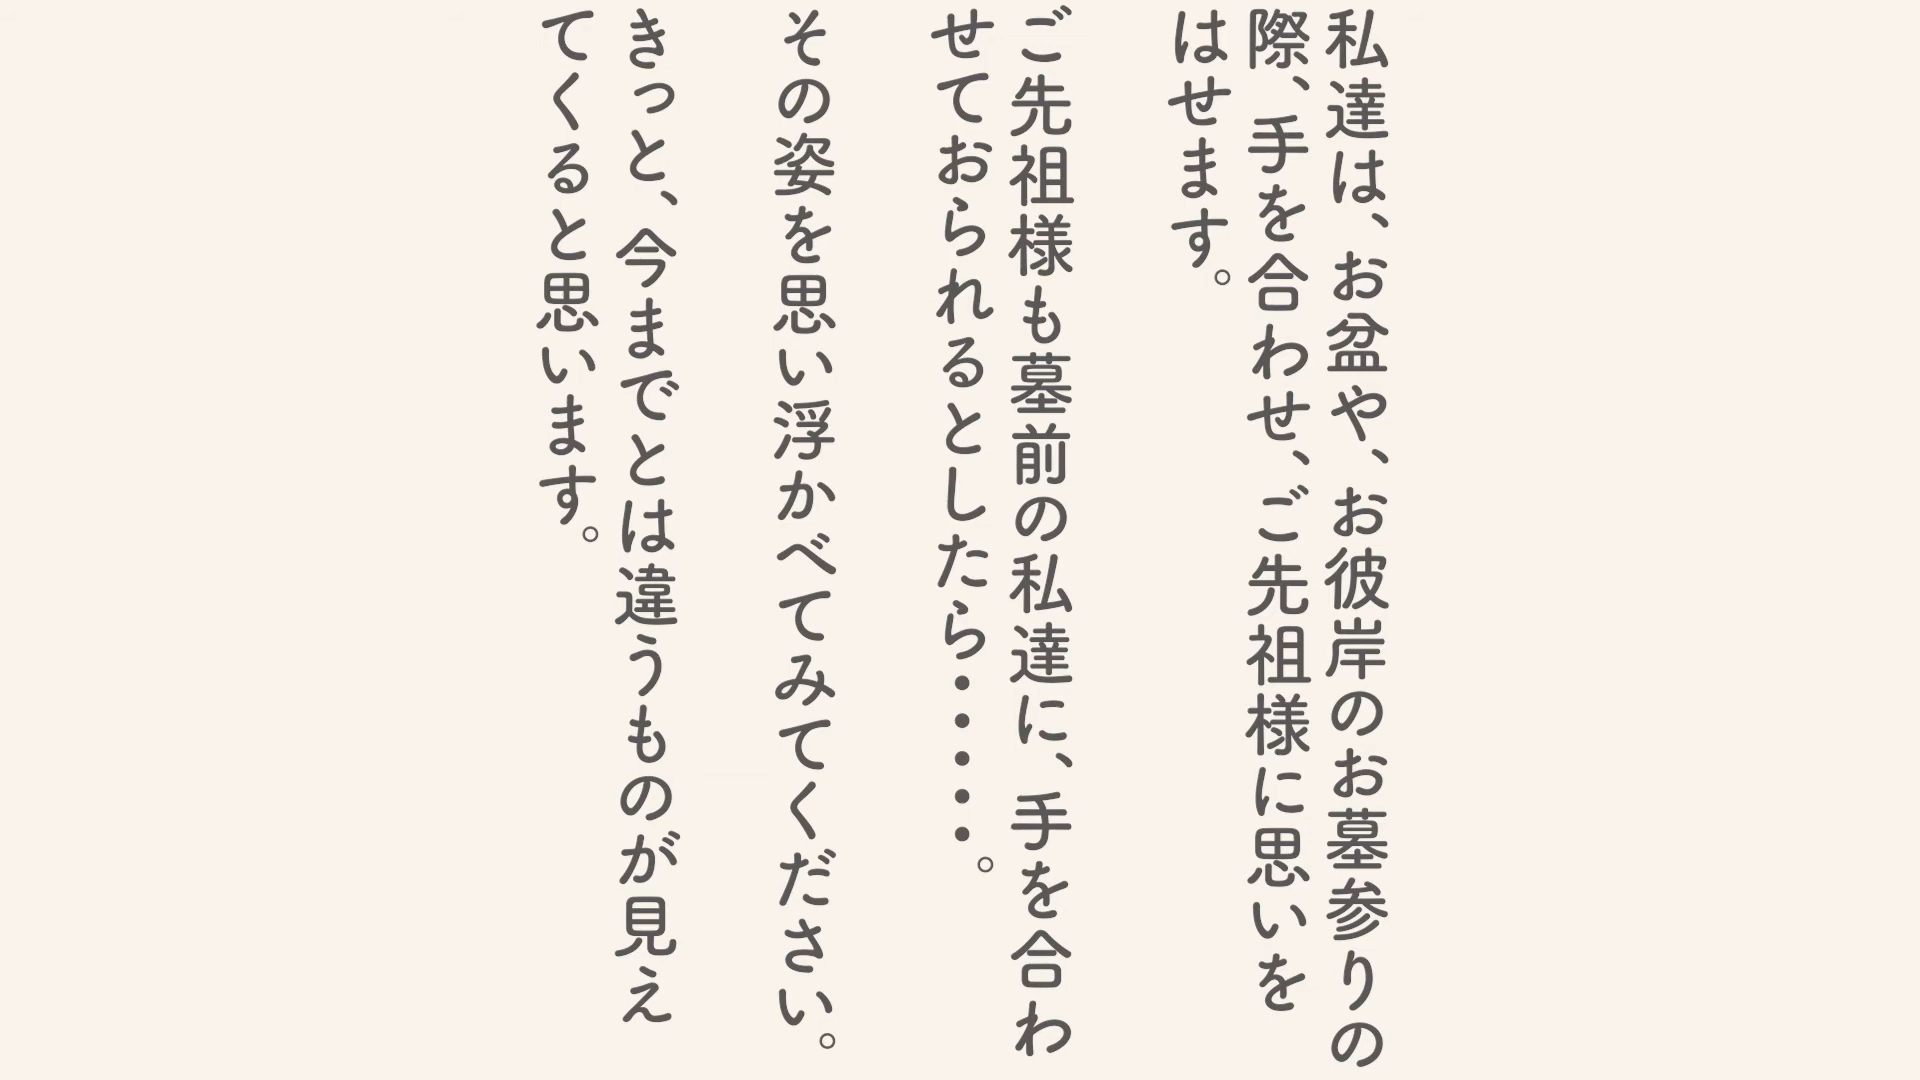 私達は、お盆や、お彼岸のお墓参りの
際、手を合わせ、ご先祖様に思いを
はせます。
ご先祖様も墓前の私達に、手を合わ
せておられるとしたら・・・・・。
その姿を思い浮かべてみてください。
きっと、今までとは違うものが見え
てくると思います。